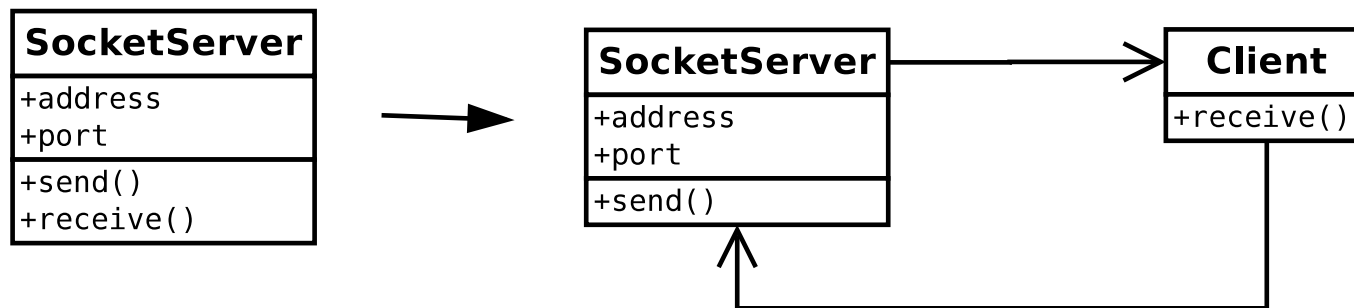 SocketServer
+address
+port
+send()
+receive()
SocketServer
+address
+port
+send()
Client
+receive()